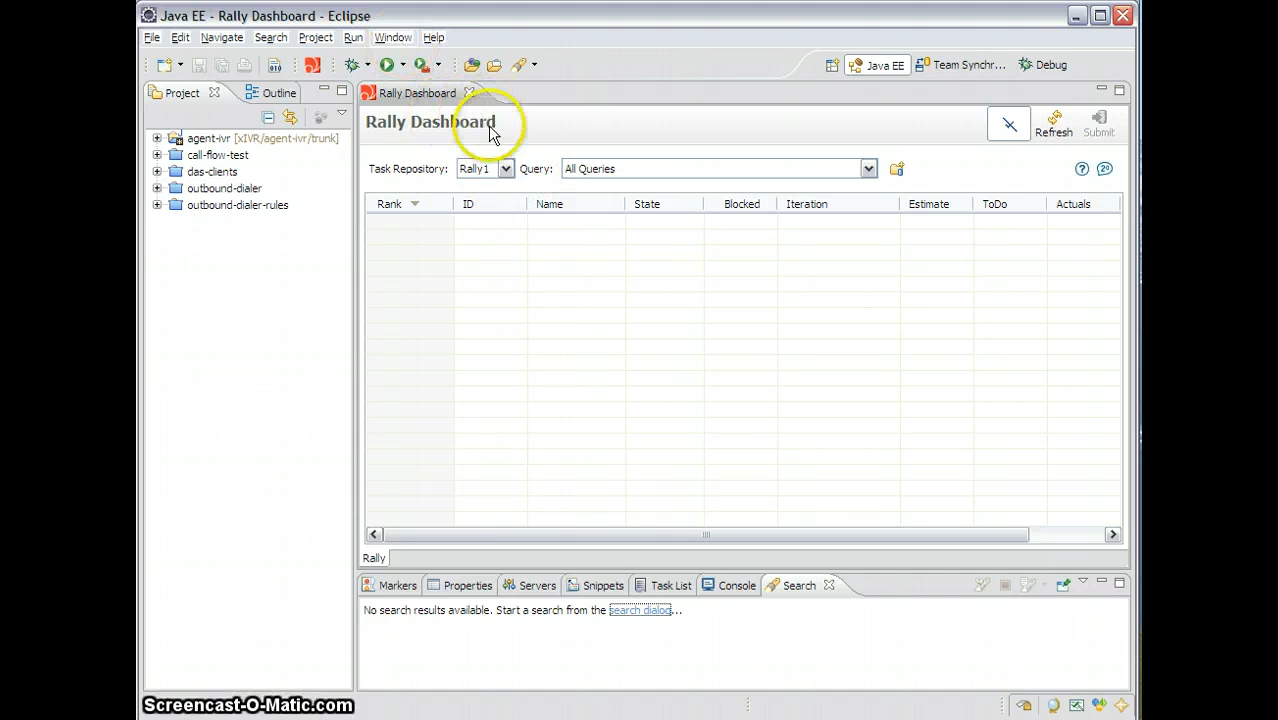 Java EE - Rally Dashboard - Eclipse
File Edit Navigate Search Project Run Window Help
010
Java EE Team Synchr... Debug
Project Outline
Rally Dashboard
Rally Dashboard
Refresh Submit
Task Repository: Rally1 Query: All Queries
Rank ID Name State Blocked Iteration Estimate ToDo Actuals
agent-ivr [xIVR/agent-ivr/trunk]
call-flow-test
das-clients
outbound-dialer
outbound-dialer-rules
Rally
Markers Properties Servers Snippets Task List Console Search
No search results available. Start a search from the search dialog...
Screencast-O-Matic.com